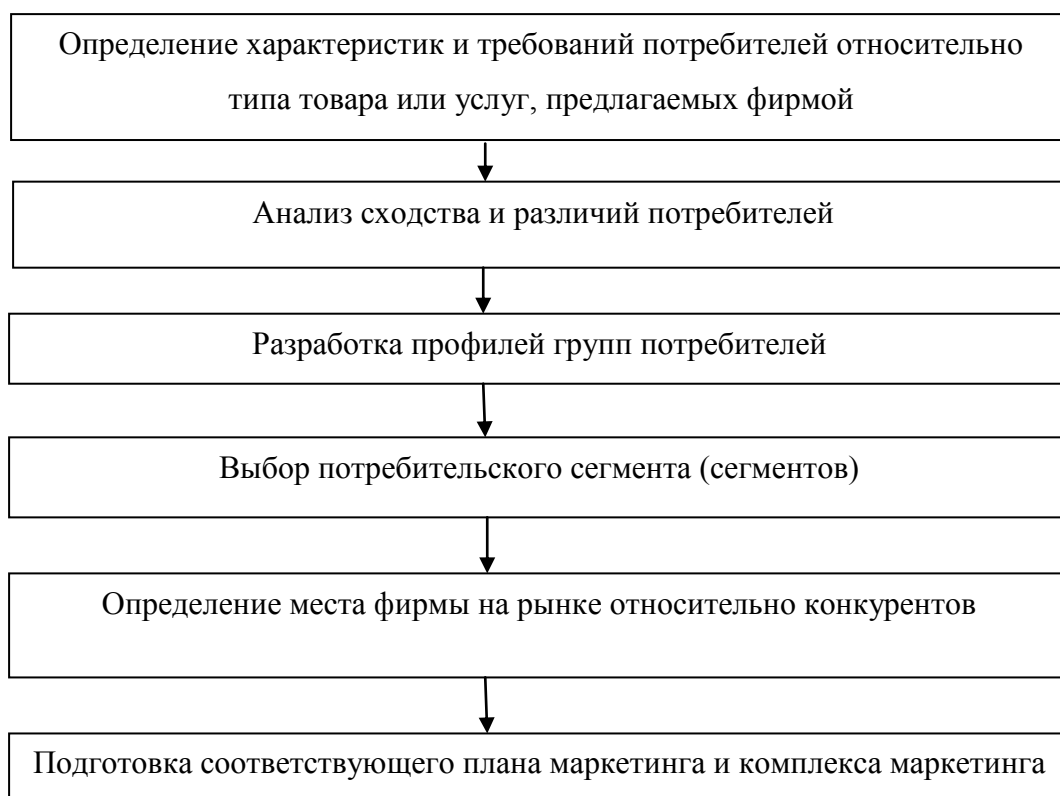 Определение характеристик и требований потребителей относительно
типа товара или услуг, предлагаемых фирмой
Анализ сходства и различий потребителей
Разработка профилей групп потребителей
Выбор потребительского сегмента (сегментов)
Определение места фирмы на рынке относительно конкурентов
Подготовка соответствующего плана маркетинга и комплекса маркетинга